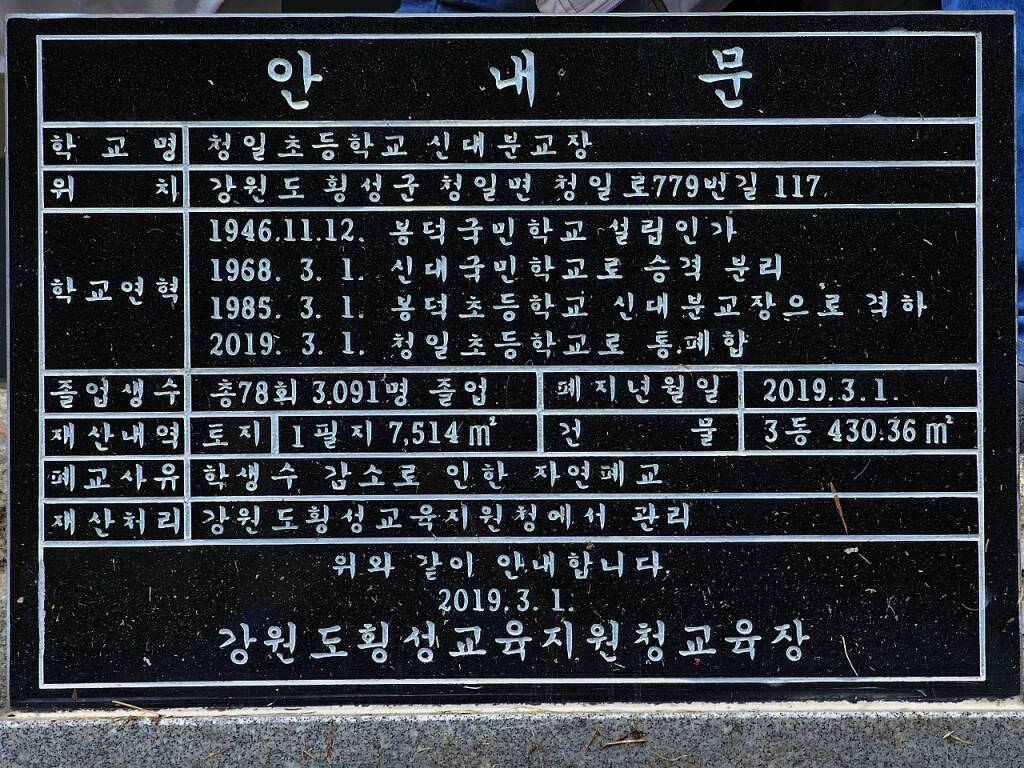 안 내 문
학 교 명 청일초등학교 신대분교장
위 치 강원도 횡성군 청일면 청일로779번길 117
학교연혁
1946.11.12. 봉덕국민학교 설립인가
1968. 3. 1. 신대국민학교로 승격 분리
1985. 3. 1. 봉덕초등학교 신대분교장으로 격하
2019. 3. 1. 청일초등학교로 통.폐합
졸업생수 총78회 3.091명 졸업 폐지년월일 2019.3.1.
재산내역 토지 1필지 7,514㎡ 건 물 3동 430.36㎡
폐교사유 학생수 감소로 인한 자연폐교
재산처리 강원도횡성교육지원청에서 관리
위와 같이 안내합니다.
2019.3.1.
강원도횡성교육지원청교육장